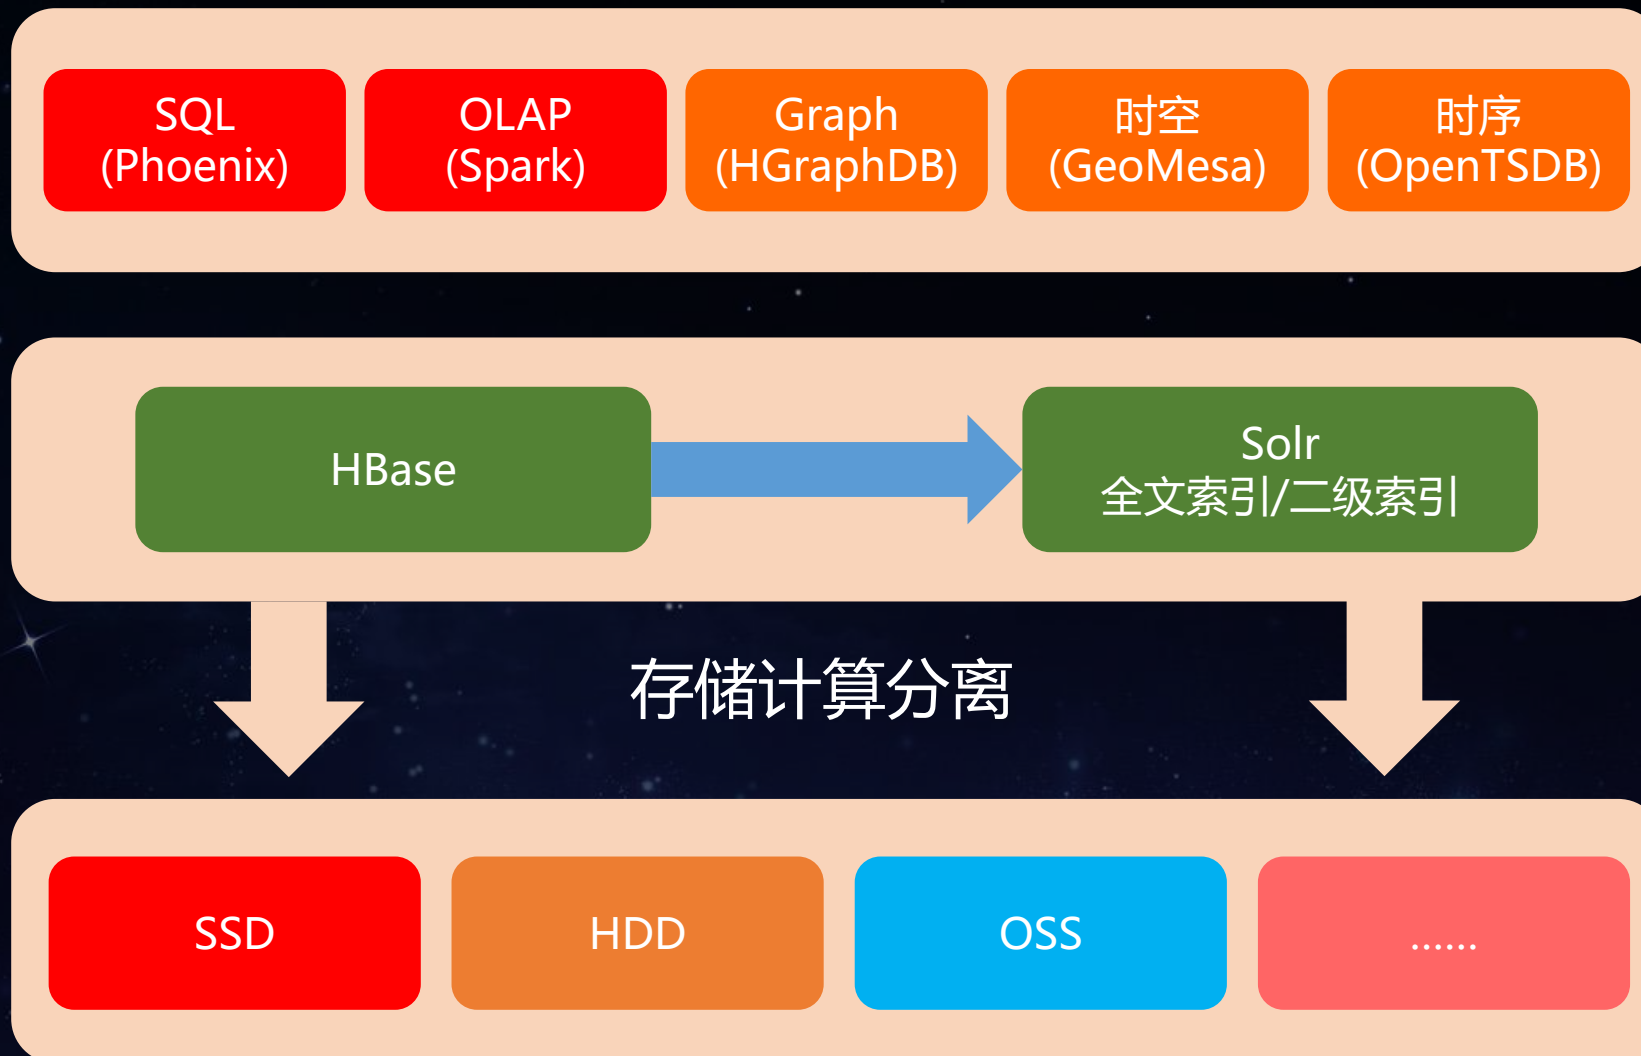 SQL
(Phoenix)
OLAP
(Spark)
Graph
(HGraphDB)
时空
(GeoMesa)
时序
(OpenTSDB)
HBase
Solr
全文索引/二级索引
存储计算分离
SSD
HDD
OSS
......